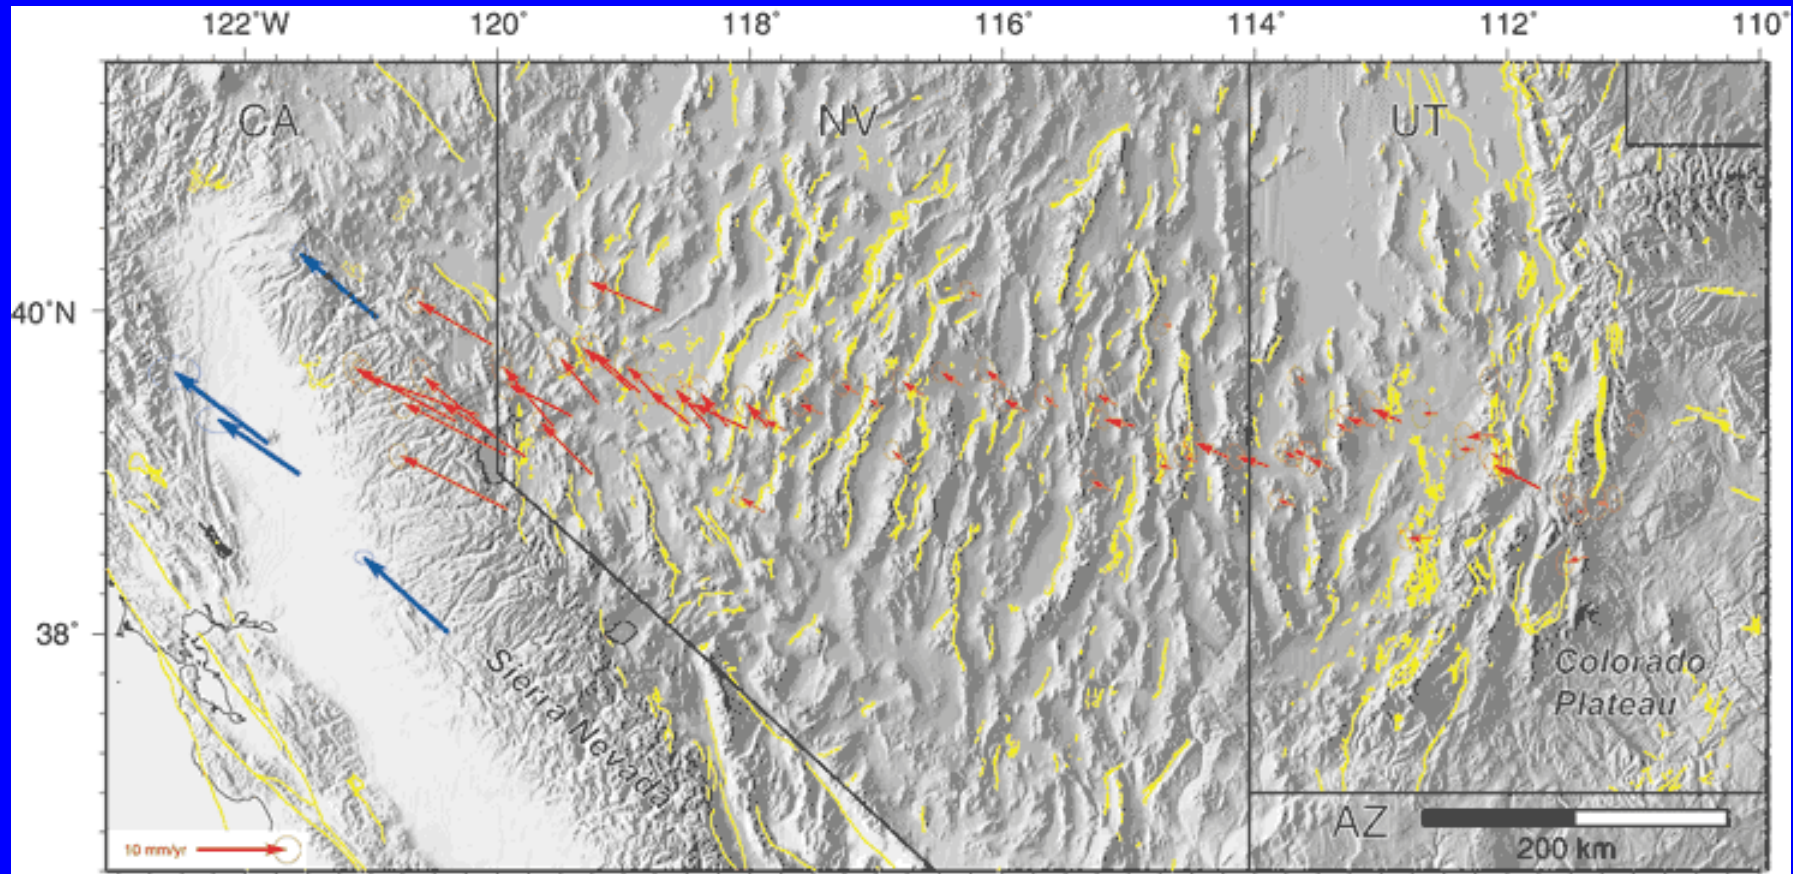 122°W 120° 118° 116° 114° 112° 110°
CA NV UT
40°N
38°
Sierra Nevada
Colorado
Plateau
AZ
200 km
10 mm/yr